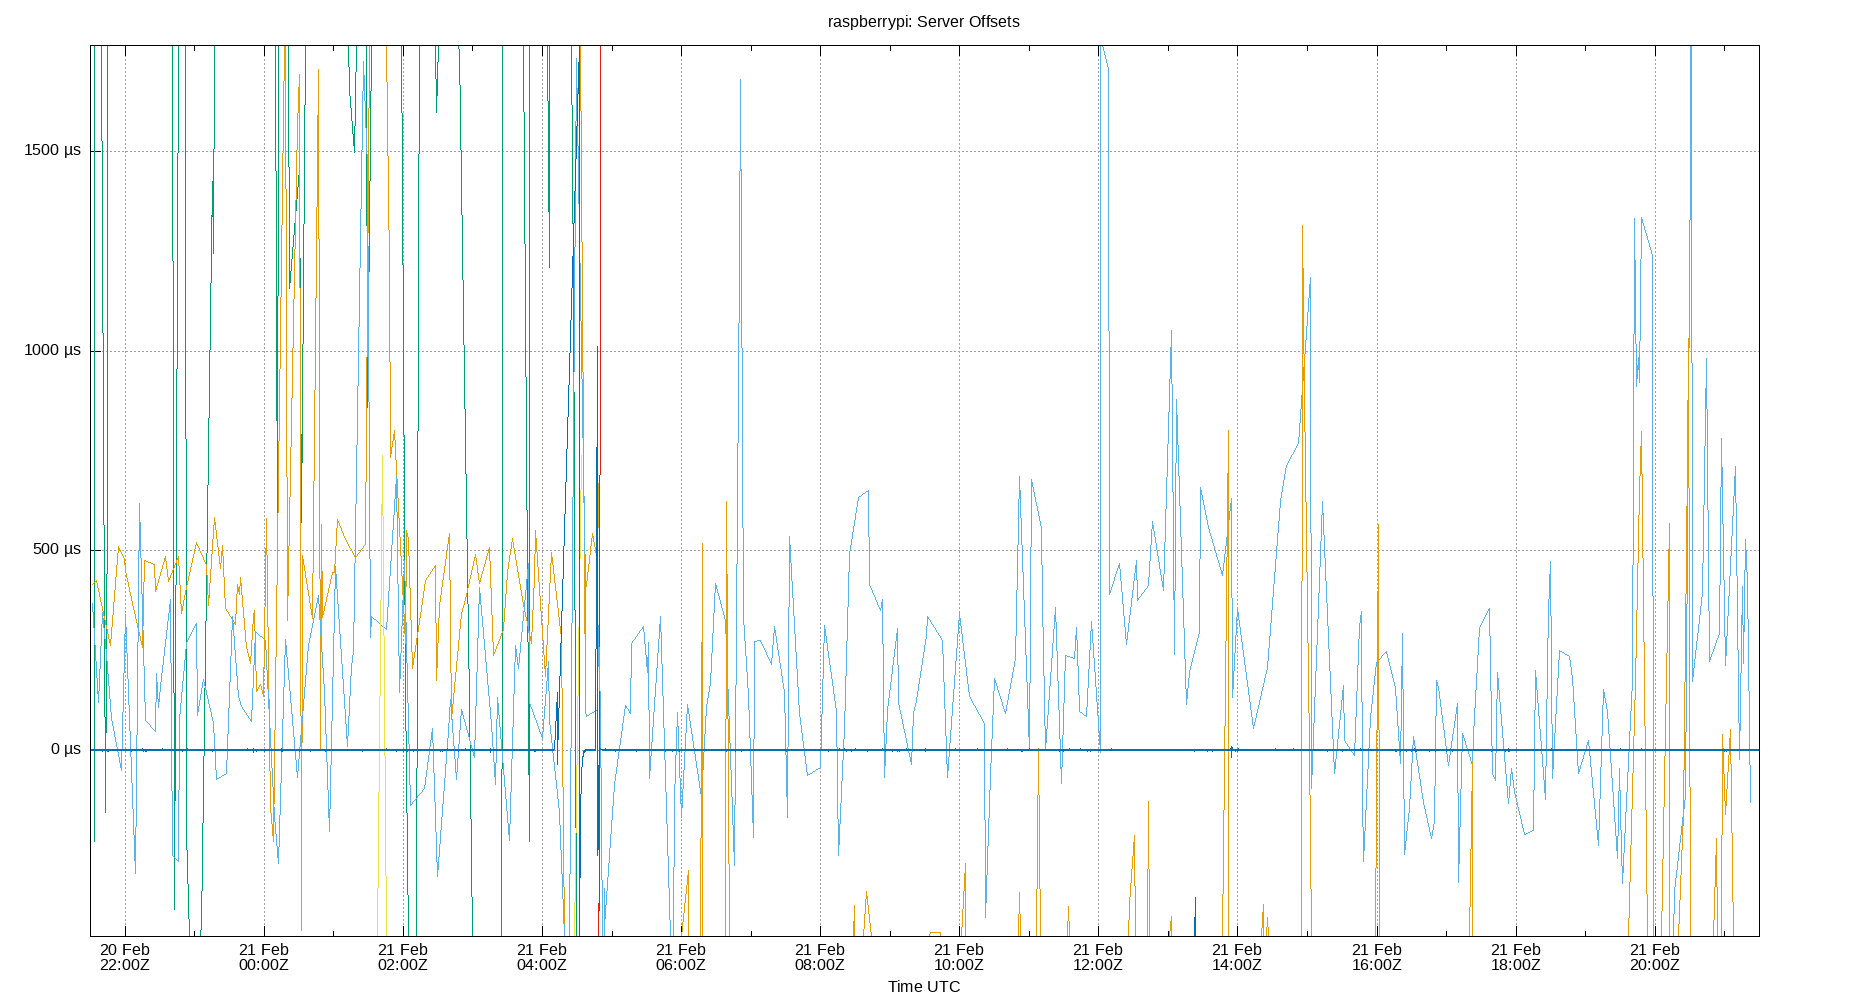 raspberrypi: Server Offsets
1500 µs
1000 µs
500 µs
0 µs
20 Feb 21 Feb 21 Feb 21 Feb 21 Feb 21 Feb 21 Feb 21 Feb 21 Feb 21 Feb 21 Feb 21 Feb
22:00Z 00:00Z 02:00Z 04:00Z 06:00Z 08:00Z 10:00Z 12:00Z 14:00Z 16:00Z 18:00Z 20:00Z
Time UTC